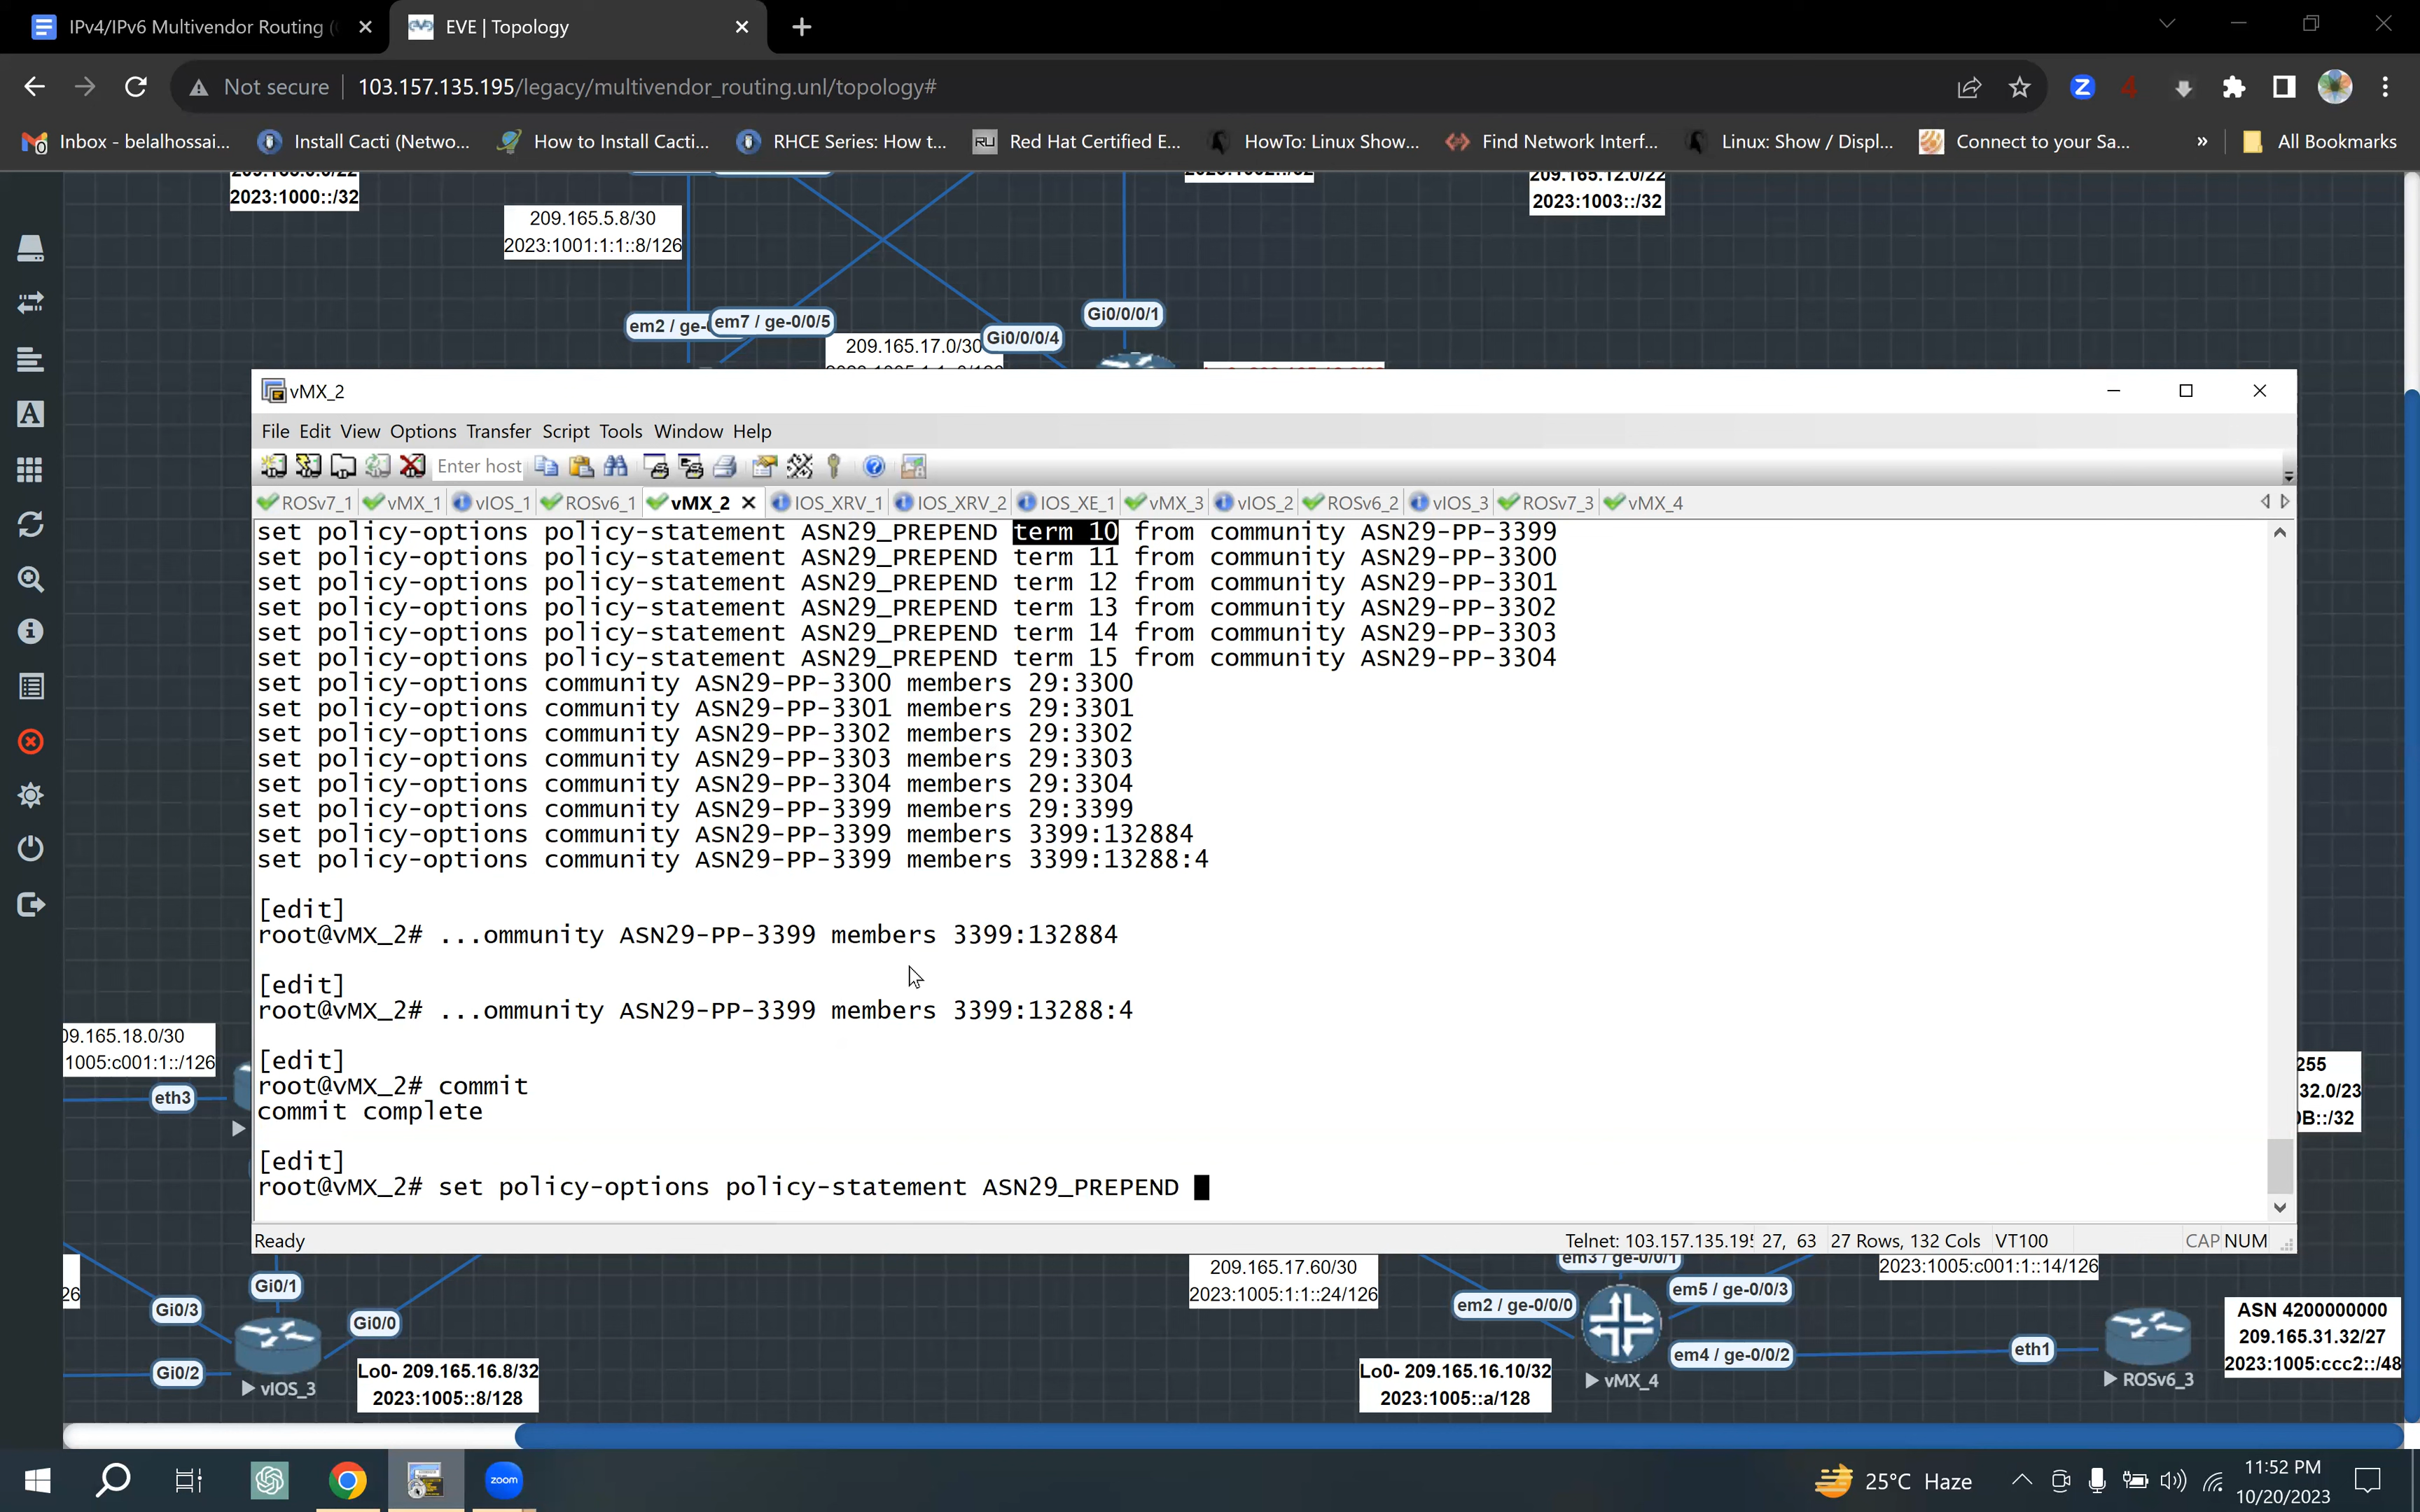 IPv4/IPv6 Multivendor Routing (
EVE | Topology
Not secure
103.157.135.195/legacy/multivendor_routing.unl/topology#
Inbox - belalhossai...
Install Cacti (Netwo...
How to Install Cacti...
RHCE Series: How t...
Red Hat Certified E...
HowTo: Linux Show...
Find Network Interf...
Linux: Show / Displ...
Connect to your Sa...
»
All Bookmarks
2023:1000::/32
209.165.12.0/22
2023:1003::/32
209.165.5.8/30
2023:1001:1:1::8/126
em2 / ge-
em7 / ge-0/0/5
209.165.17.0/30
Gi0/0/0/4
Gi0/0/0/1
vMX_2
File Edit View Options Transfer Script Tools Window Help
Enter host
ROSv7_1 vMX_1 vIOS_1 ROSv6_1 vMX_2 IOS_XRV_1 IOS_XRV_2 IOS_XE_1 vMX_3 vIOS_2 ROSv6_2 vIOS_3 ROSv7_3 vMX_4
set policy-options policy-statement ASN29_PREPEND term 10 from community ASN29-PP-3399
set policy-options policy-statement ASN29_PREPEND term 11 from community ASN29-PP-3300
set policy-options policy-statement ASN29_PREPEND term 12 from community ASN29-PP-3301
set policy-options policy-statement ASN29_PREPEND term 13 from community ASN29-PP-3302
set policy-options policy-statement ASN29_PREPEND term 14 from community ASN29-PP-3303
set policy-options policy-statement ASN29_PREPEND term 15 from community ASN29-PP-3304
set policy-options community ASN29-PP-3300 members 29:3300
set policy-options community ASN29-PP-3301 members 29:3301
set policy-options community ASN29-PP-3302 members 29:3302
set policy-options community ASN29-PP-3303 members 29:3303
set policy-options community ASN29-PP-3304 members 29:3304
set policy-options community ASN29-PP-3399 members 29:3399
set policy-options community ASN29-PP-3399 members 3399:132884
set policy-options community ASN29-PP-3399 members 3399:13288:4
[edit]
root@vMX_2# ...ommunity ASN29-PP-3399 members 3399:132884
[edit]
root@vMX_2# ...ommunity ASN29-PP-3399 members 3399:13288:4
[edit]
root@vMX_2# commit
commit complete
[edit]
root@vMX_2# set policy-options policy-statement ASN29_PREPEND
Ready
Telnet: 103.157.135.19 27, 63 27 Rows, 132 Cols VT100 CAP NUM
09.165.18.0/30
1005:c001:1::/126
eth3
255
32.0/23
B::/32
26
Gi0/1
Gi0/3
Gi0/0
Gi0/2
vIOS_3
Lo0- 209.165.16.8/32
2023:1005::8/128
209.165.17.60/30
2023:1005:1:1::24/126
em3 / ge-0/0/1
em2 / ge-0/0/0
em5 / ge-0/0/3
em4 / ge-0/0/2
Lo0- 209.165.16.10/32
2023:1005::a/128
vMX_4
2023:1005:c001:1::14/126
eth1
ROSv6_3
ASN 4200000000
209.165.31.32/27
2023:1005:ccc2::/48
zoom
25°C Haze
11:52 PM
10/20/2023